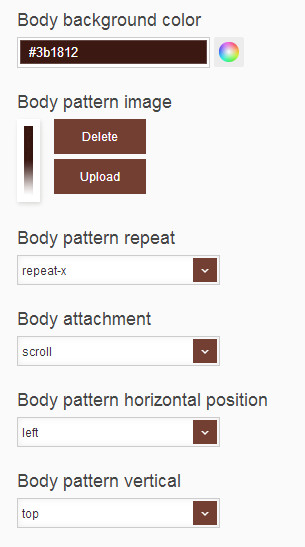 Body background color
#3b1812
Body pattern image
Delete
Upload
Body pattern repeat
repeat-x
Body attachment
scroll
Body pattern horizontal position
left
Body pattern vertical
top